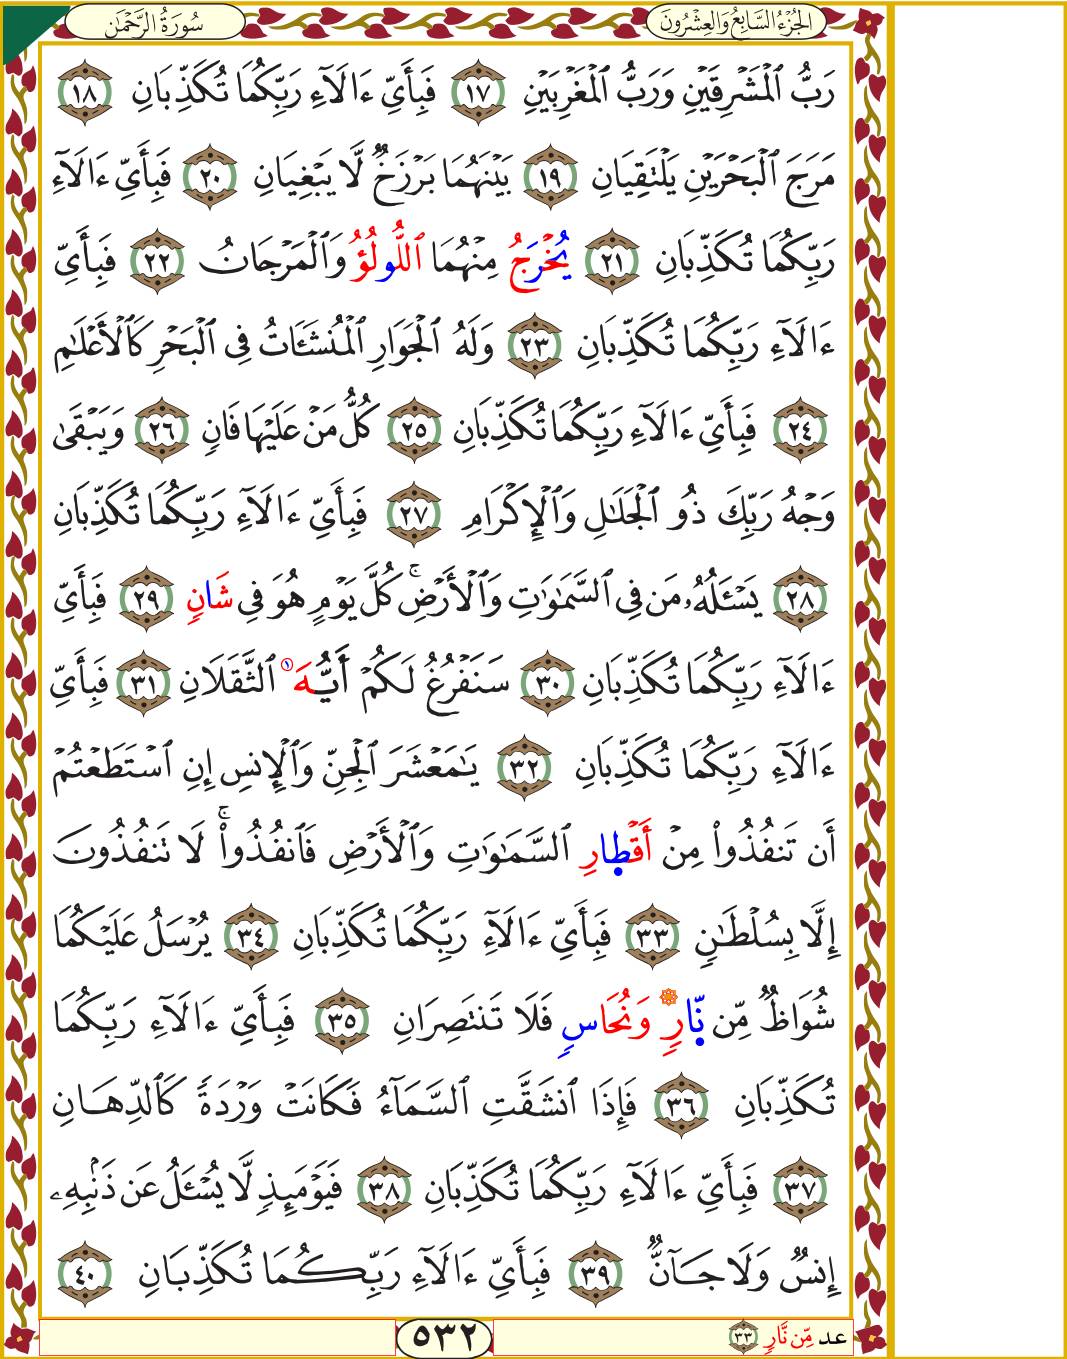 الجُزْءُ السَّابِعُ وَالعِشْرُونَ
سُورَةُ الرَّحْمٰن
رَبُّ ٱلْمَشْرِقَيْنِ وَرَبُّ ٱلْمَغْرِبَيْنِ ١٧ فَبِأَيِّ ءَالَآءِ رَبِّكُمَا تُكَذِّبَانِ ١٨
مَرَجَ ٱلْبَحْرَيْنِ يَلْتَقِيَانِ ١٩ بَيْنَهُمَا بَرْزَخٌ لَّا يَبْغِيَانِ ٢٠ فَبِأَيِّ ءَالَآءِ
رَبِّكُمَا تُكَذِّبَانِ ٢١ يُخْرَجُ مِنْهُمَا ٱللُّولُؤُ وَٱلْمَرْجَانُ ٢٢ فَبِأَيِّ
ءَالَآءِ رَبِّكُمَا تُكَذِّبَانِ ٢٣ وَلَهُ ٱلْجَوَارِ ٱلْمُنشَـَٔاتُ فِى ٱلْبَحْرِ كَٱلْأَعْلَٰمِ
٢٤ فَبِأَيِّ ءَالَآءِ رَبِّكُمَا تُكَذِّبَانِ ٢٥ كُلُّ مَنْ عَلَيْهَا فَانٍ ٢٦ وَيَبْقَىٰ
وَجْهُ رَبِّكَ ذُو ٱلْجَلَٰلِ وَٱلْإِكْرَامِ ٢٧ فَبِأَيِّ ءَالَآءِ رَبِّكُمَا تُكَذِّبَانِ
٢٨ يَسْـَٔلُهُۥ مَن فِى ٱلسَّمَٰوَٰتِ وَٱلْأَرْضِۚ كُلَّ يَوْمٍ هُوَ فِى شَانٍ ٢٩ فَبِأَيِّ
ءَالَآءِ رَبِّكُمَا تُكَذِّبَانِ ٣٠ سَنَفْرُغُ لَكُمْ أَيُّهَ ١ ٱلثَّقَلَانِ ٣١ فَبِأَيِّ
ءَالَآءِ رَبِّكُمَا تُكَذِّبَانِ ٣٢ يَٰمَعْشَرَ ٱلْجِنِّ وَٱلْإِنسِ إِنِ ٱسْتَطَعْتُمْ
أَن تَنفُذُوا۟ مِنْ أَقْطَارِ ٱلسَّمَٰوَٰتِ وَٱلْأَرْضِ فَٱنفُذُوا۟ۚ لَا تَنفُذُونَ
إِلَّا بِسُلْطَٰنٍ ٣٣ فَبِأَيِّ ءَالَآءِ رَبِّكُمَا تُكَذِّبَانِ ٣٤ يُرْسَلُ عَلَيْكُمَا
شُوَاظٌ مِّن نَّارٍ وَنُحَاسٍ فَلَا تَنتَصِرَانِ ٣٥ فَبِأَيِّ ءَالَآءِ رَبِّكُمَا
تُكَذِّبَانِ ٣٦ فَإِذَا ٱنشَقَّتِ ٱلسَّمَآءُ فَكَانَتْ وَرْدَةً كَٱلدِّهَانِ
٣٧ فَبِأَيِّ ءَالَآءِ رَبِّكُمَا تُكَذِّبَانِ ٣٨ فَيَوْمَئِذٍ لَّا يُسْـَٔلُ عَن ذَنۢبِهِۦ
إِنسٌ وَلَا جَآنٌّ ٣٩ فَبِأَيِّ ءَالَآءِ رَبِّكُمَا تُكَذِّبَانِ ٤٠
عد مِّن نَّارٍ ٣٣
٥٣٢